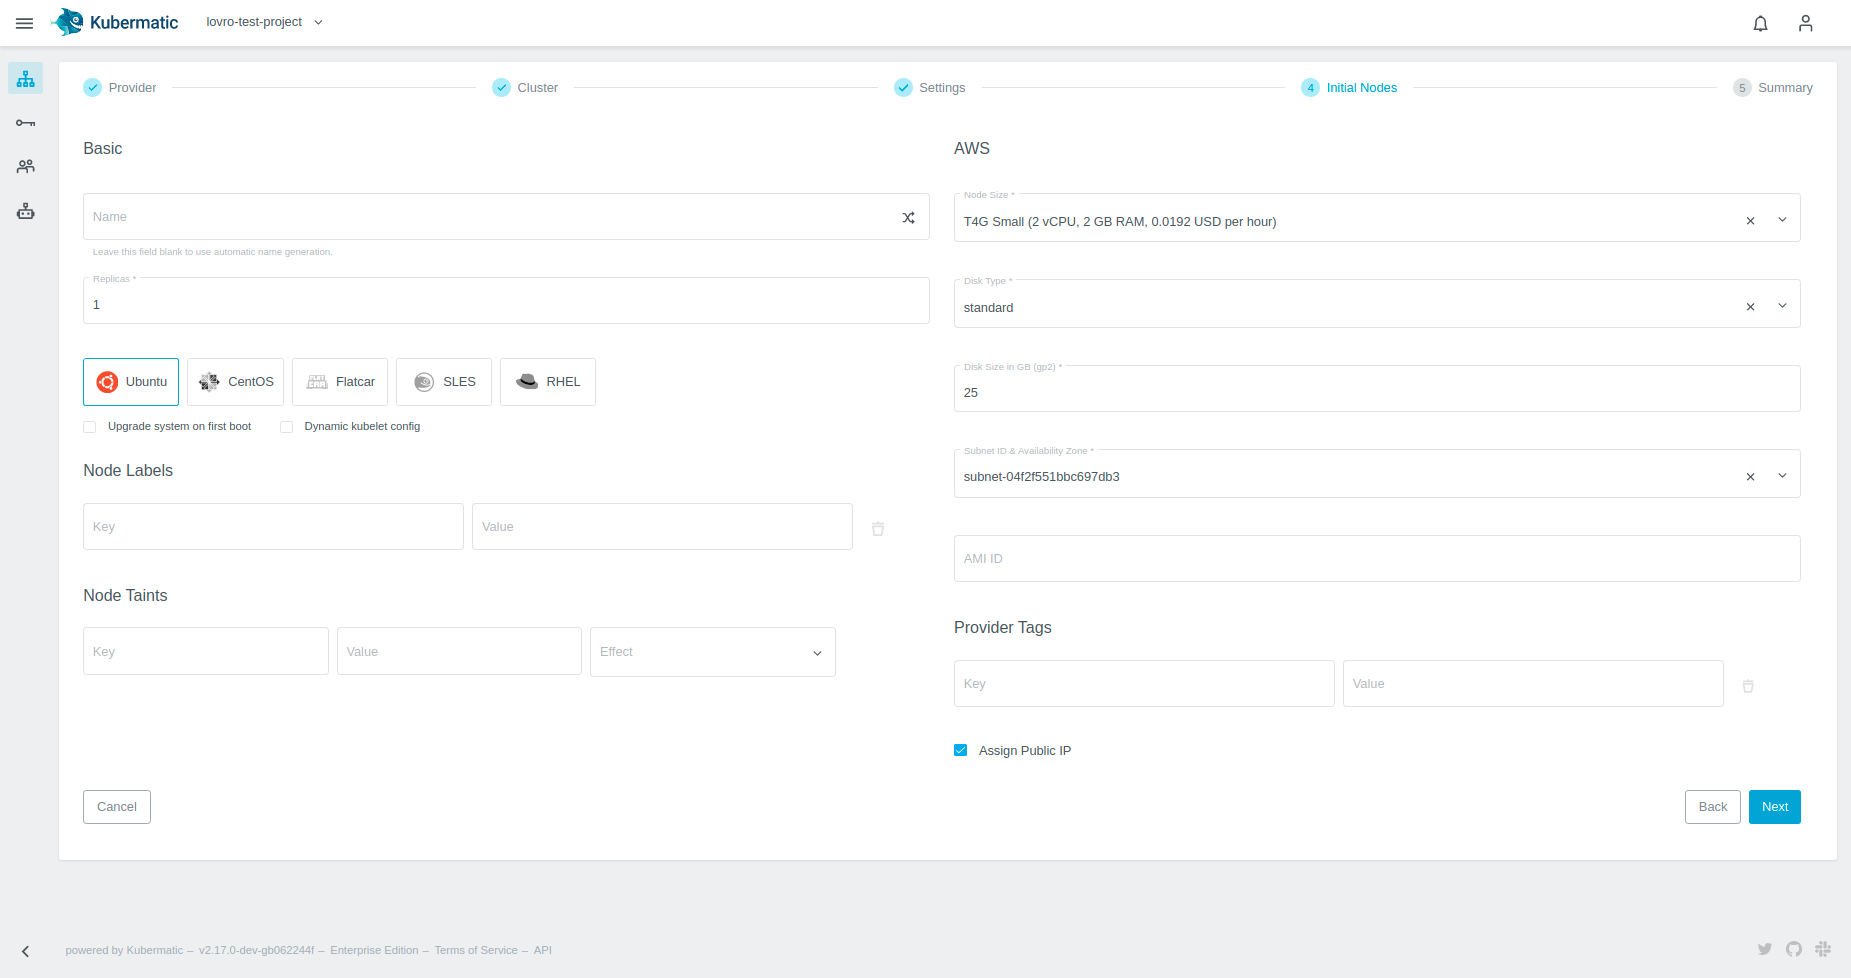 Kubermatic
lovro-test-project
Provider
Cluster
Settings
4 Initial Nodes
5 Summary
Basic
Name
Leave this field blank to use automatic name generation.
Replicas *
1
Ubuntu
CentOS
FLAT CAR
Flatcar
SLES
RHEL
Upgrade system on first boot
Dynamic kubelet config
Node Labels
Key
Value
Node Taints
Key
Value
Effect
AWS
Node Size *
T4G Small (2 vCPU, 2 GB RAM, 0.0192 USD per hour)
Disk Type *
standard
Disk Size in GB (gp2) *
25
Subnet ID & Availability Zone *
subnet-04f2f551bbc697db3
AMI ID
Provider Tags
Key
Value
Assign Public IP
Cancel
Back
Next
powered by Kubermatic – v2.17.0-dev-gb062244f – Enterprise Edition – Terms of Service – API